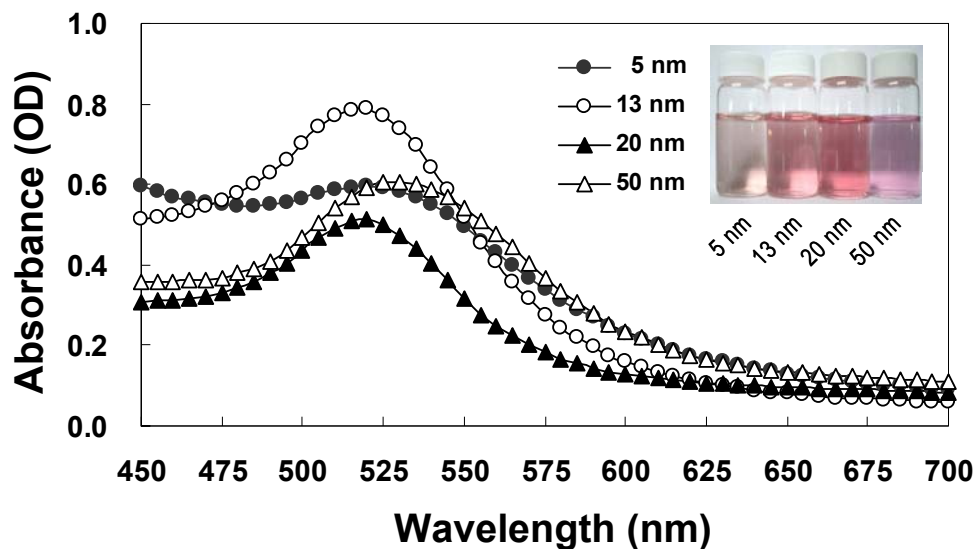 Absorbance (OD)
1.0
0.8
0.6
0.4
0.2
0.0
450 475 500 525 550 575 600 625 650 675 700
Wavelength (nm)
5 nm
13 nm
20 nm
50 nm
5 nm 13 nm 20 nm 50 nm